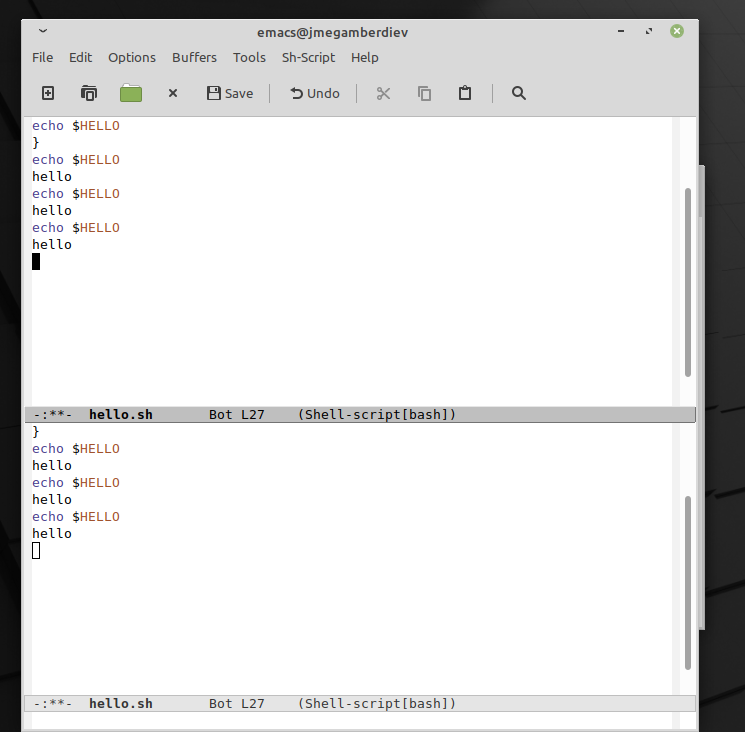 emacs@jmegamberdiev
File Edit Options Buffers Tools Sh-Script Help
Save Undo
echo $HELLO
}
echo $HELLO
hello
echo $HELLO
hello
echo $HELLO
hello
-:**-  hello.sh       Bot L27    (Shell-script[bash])
}
echo $HELLO
hello
echo $HELLO
hello
echo $HELLO
hello
-:**-  hello.sh       Bot L27    (Shell-script[bash])